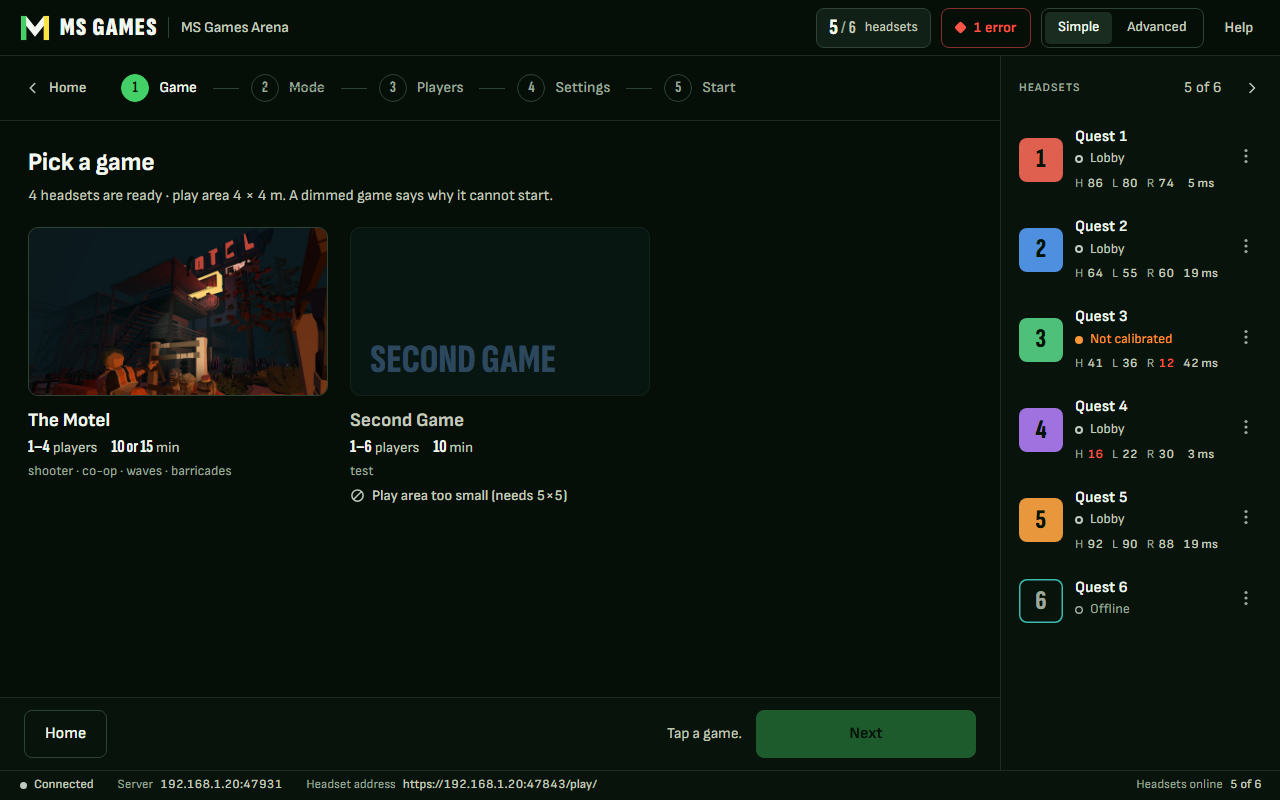 MS GAMES
MS Games Arena
5 / 6 headsets
1 error
Simple
Advanced
Help
Home
1 Game
2 Mode
3 Players
4 Settings
5 Start
HEADSETS
5 of 6
Pick a game
4 headsets are ready · play area 4 × 4 m. A dimmed game says why it cannot start.
MOTEL
The Motel
1–4 players 10 or 15 min
shooter · co-op · waves · barricades
SECOND GAME
Second Game
1–6 players 10 min
test
Play area too small (needs 5×5)
1
Quest 1
Lobby
H 86 L 80 R 74 5 ms
2
Quest 2
Lobby
H 64 L 55 R 60 19 ms
3
Quest 3
Not calibrated
H 41 L 36 R 12 42 ms
4
Quest 4
Lobby
H 16 L 22 R 30 3 ms
5
Quest 5
Lobby
H 92 L 90 R 88 19 ms
6
Quest 6
Offline
Home
Tap a game.
Next
Connected
Server 192.168.1.20:47931
Headset address https://192.168.1.20:47843/play/
Headsets online 5 of 6